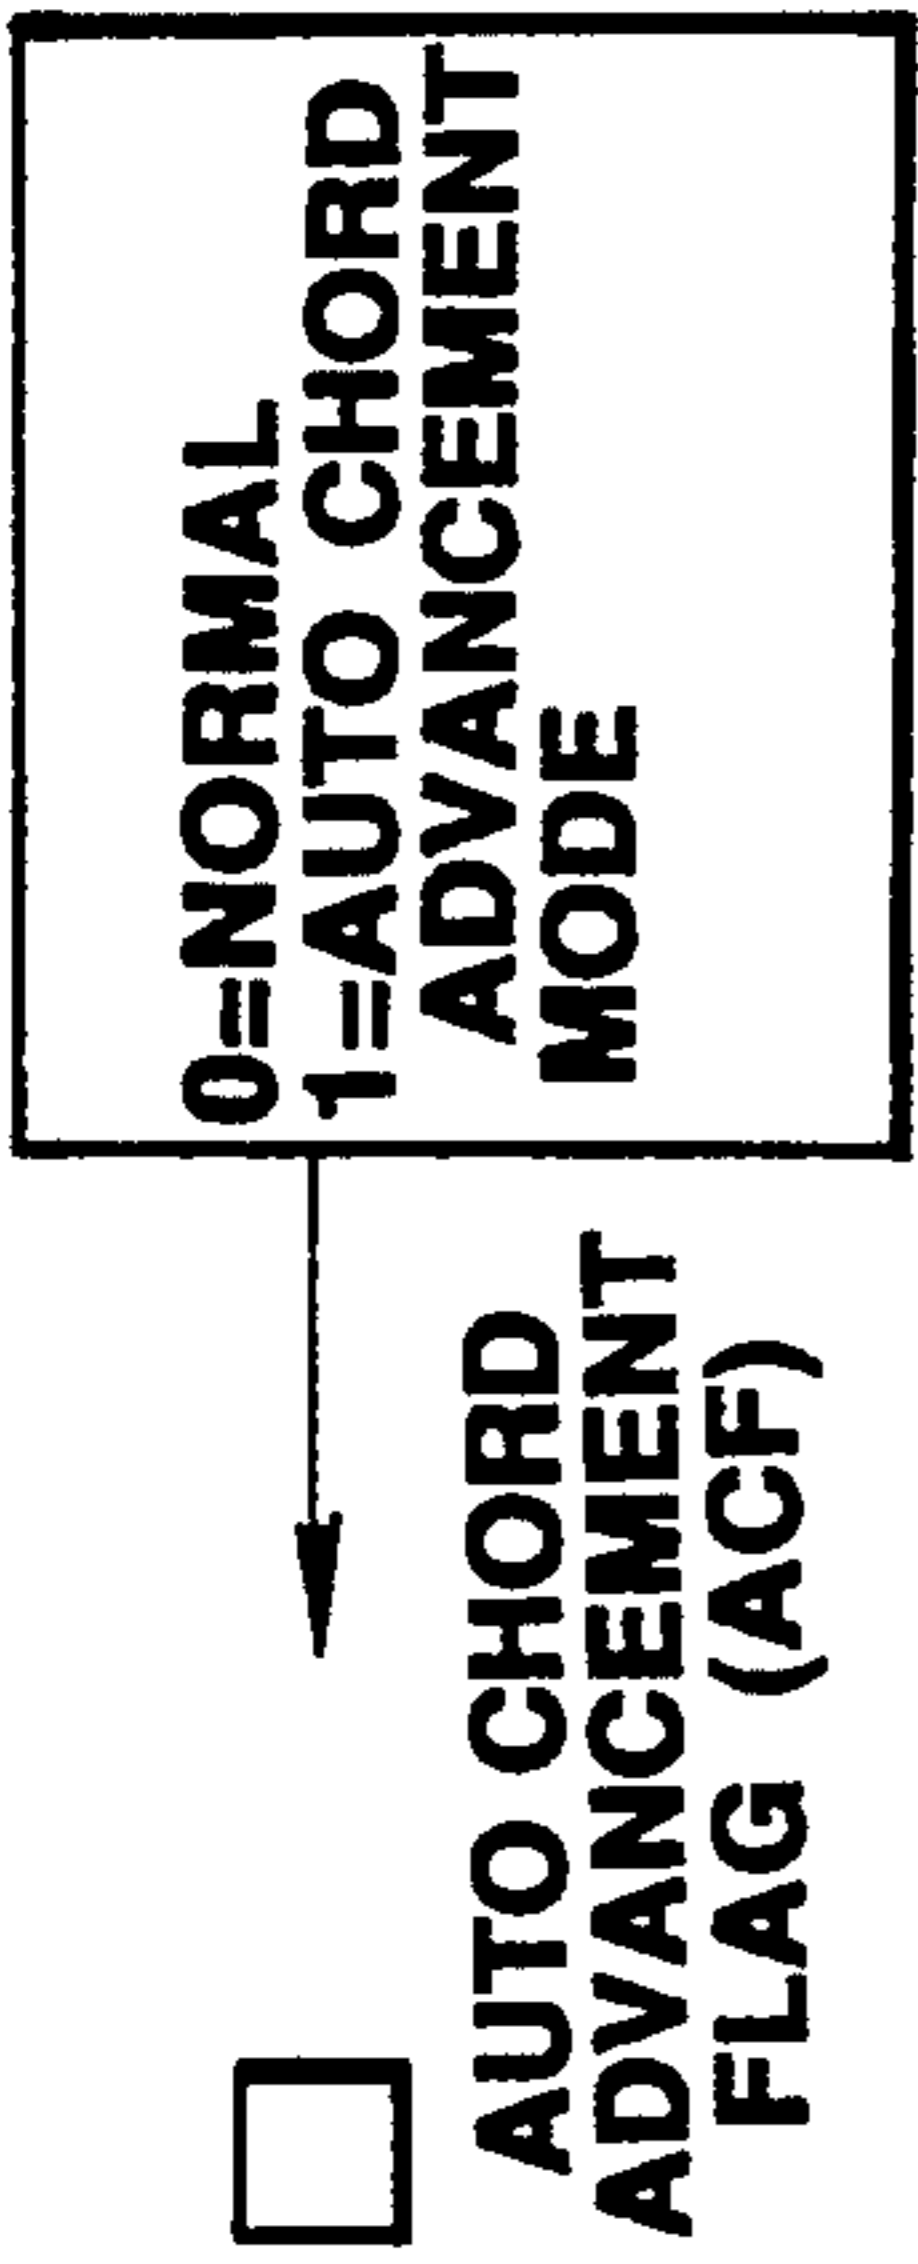 AUTO CHORD
ADVANCEMENT
FLAG (ACF)
0=NORMAL
1=AUTO CHORD
ADVANCEMENT
MODE